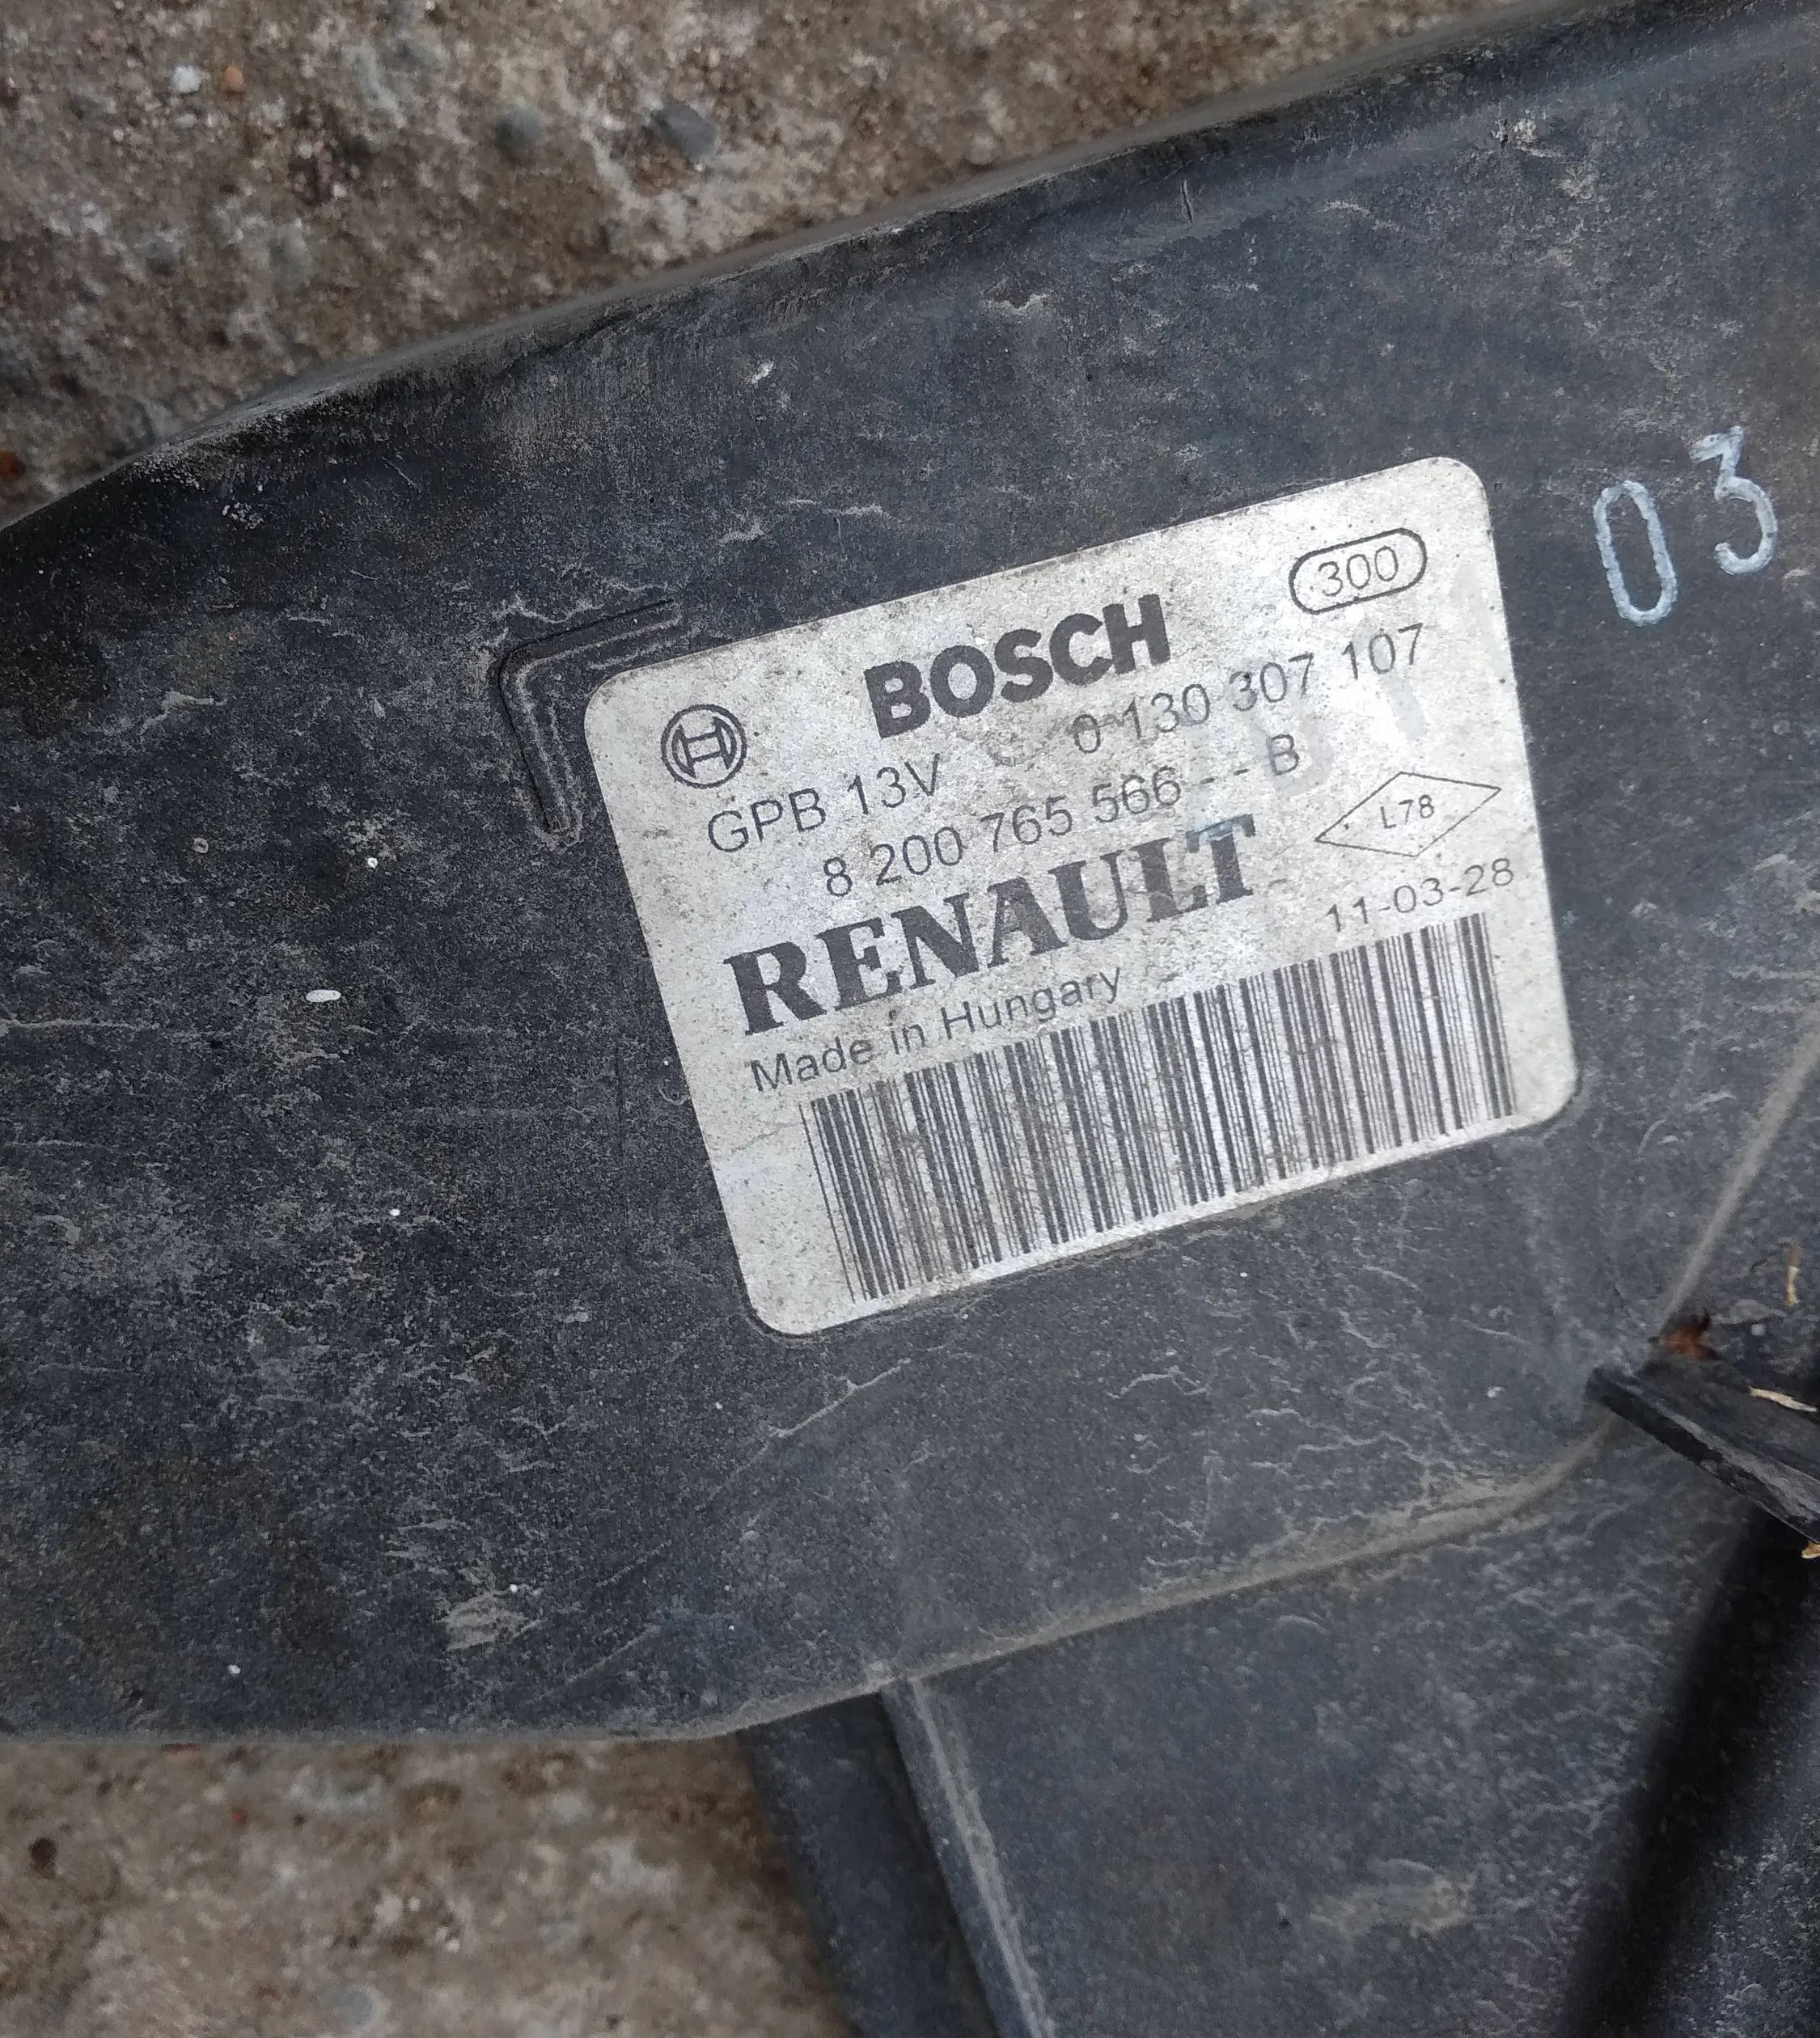 300
BOSCH
GPB 13V 0 130 307 107
8 200 765 566 - - B
RENAULT
L78
11-03-28
Made in Hungary
03